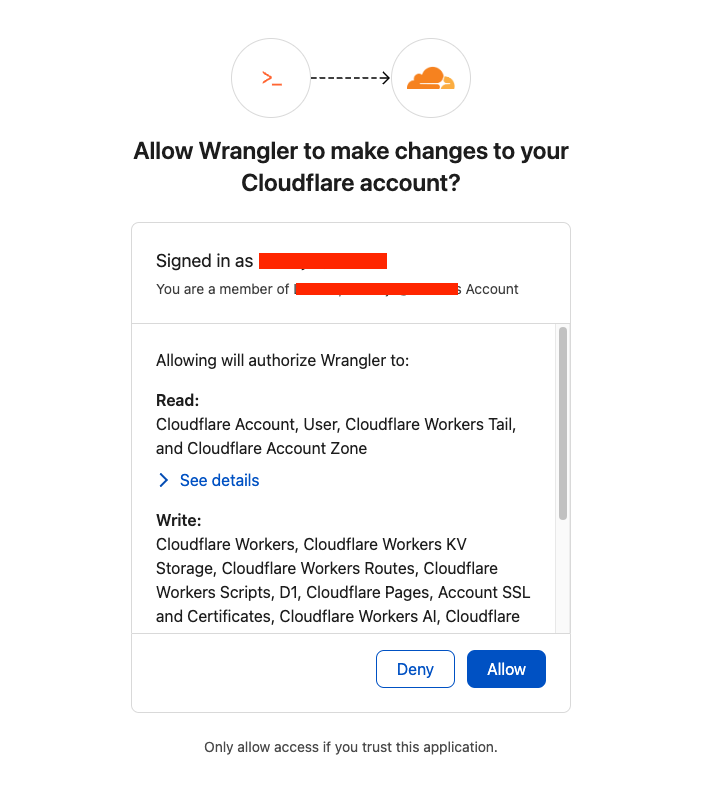 >_
Allow Wrangler to make changes to your
Cloudflare account?
Signed in as
You are a member of s Account
Allowing will authorize Wrangler to:
Read:
Cloudflare Account, User, Cloudflare Workers Tail,
and Cloudflare Account Zone
See details
Write:
Cloudflare Workers, Cloudflare Workers KV
Storage, Cloudflare Workers Routes, Cloudflare
Workers Scripts, D1, Cloudflare Pages, Account SSL
and Certificates, Cloudflare Workers AI, Cloudflare
Deny
Allow
Only allow access if you trust this application.